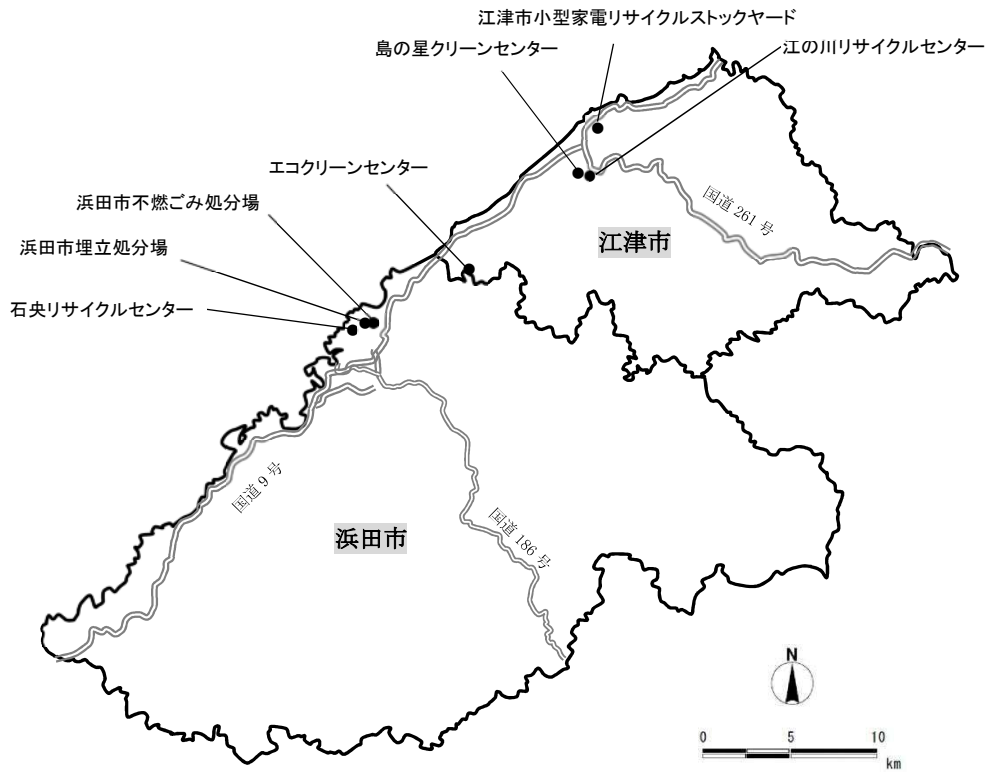 江津市小型家電リサイクルストックヤード
島の星クリーンセンター
江の川リサイクルセンター
エコクリーンセンター
国道 261 号
浜田市不燃ごみ処分場
江津市
浜田市埋立処分場
石央リサイクルセンター
国道 9 号
国道 186 号
浜田市
N
0 5 10
km